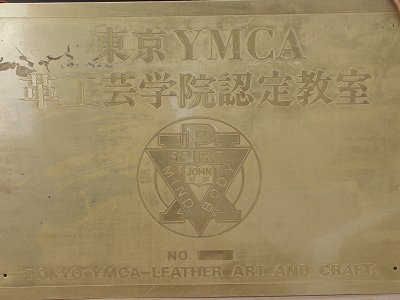 東京YMCA
革工芸学院認定教室
SPIRIT
JOHN
MIND
BODY
NO.
TOKYO YMCA-LEATHER ART AND CRAFT